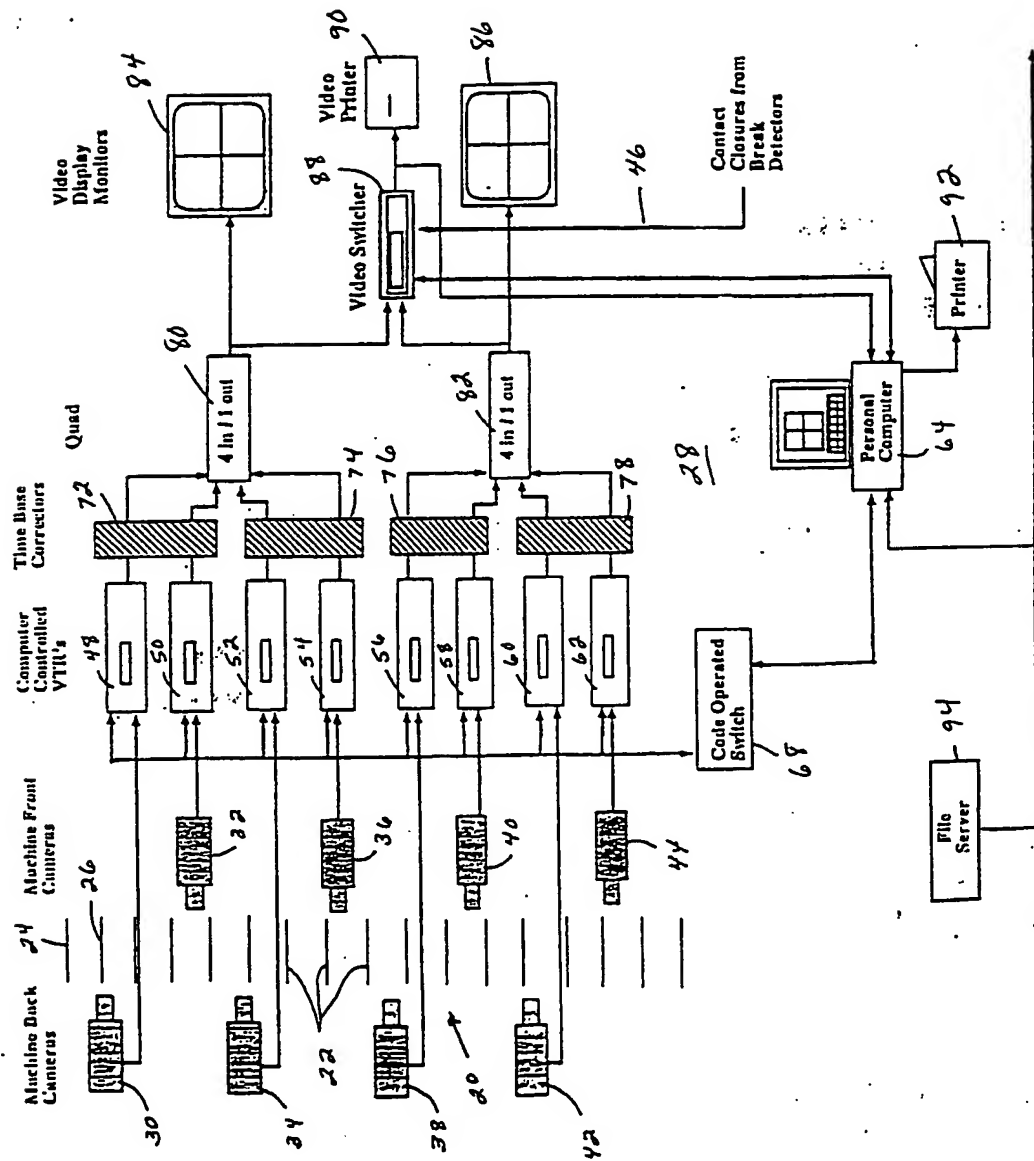 Machine Back
Cameras
24
26
Machine Front
Cameras
Computer
Controlled
VTR's
Time Base
Correctors
Quad
Video
Display
Monitors
30
34
38
42
22
20
32
36
40
44
48
50
52
54
56
58
60
62
72
74
76
78
80
4 in / 1 out
82
4 in / 1 out
84
86
Video Switcher
88
Video
Printer
90
Contact
Closures from
Break
Detectors
46
28
Code Operated
Switch
68
Personal
Computer
64
Printer
92
File
Server
94